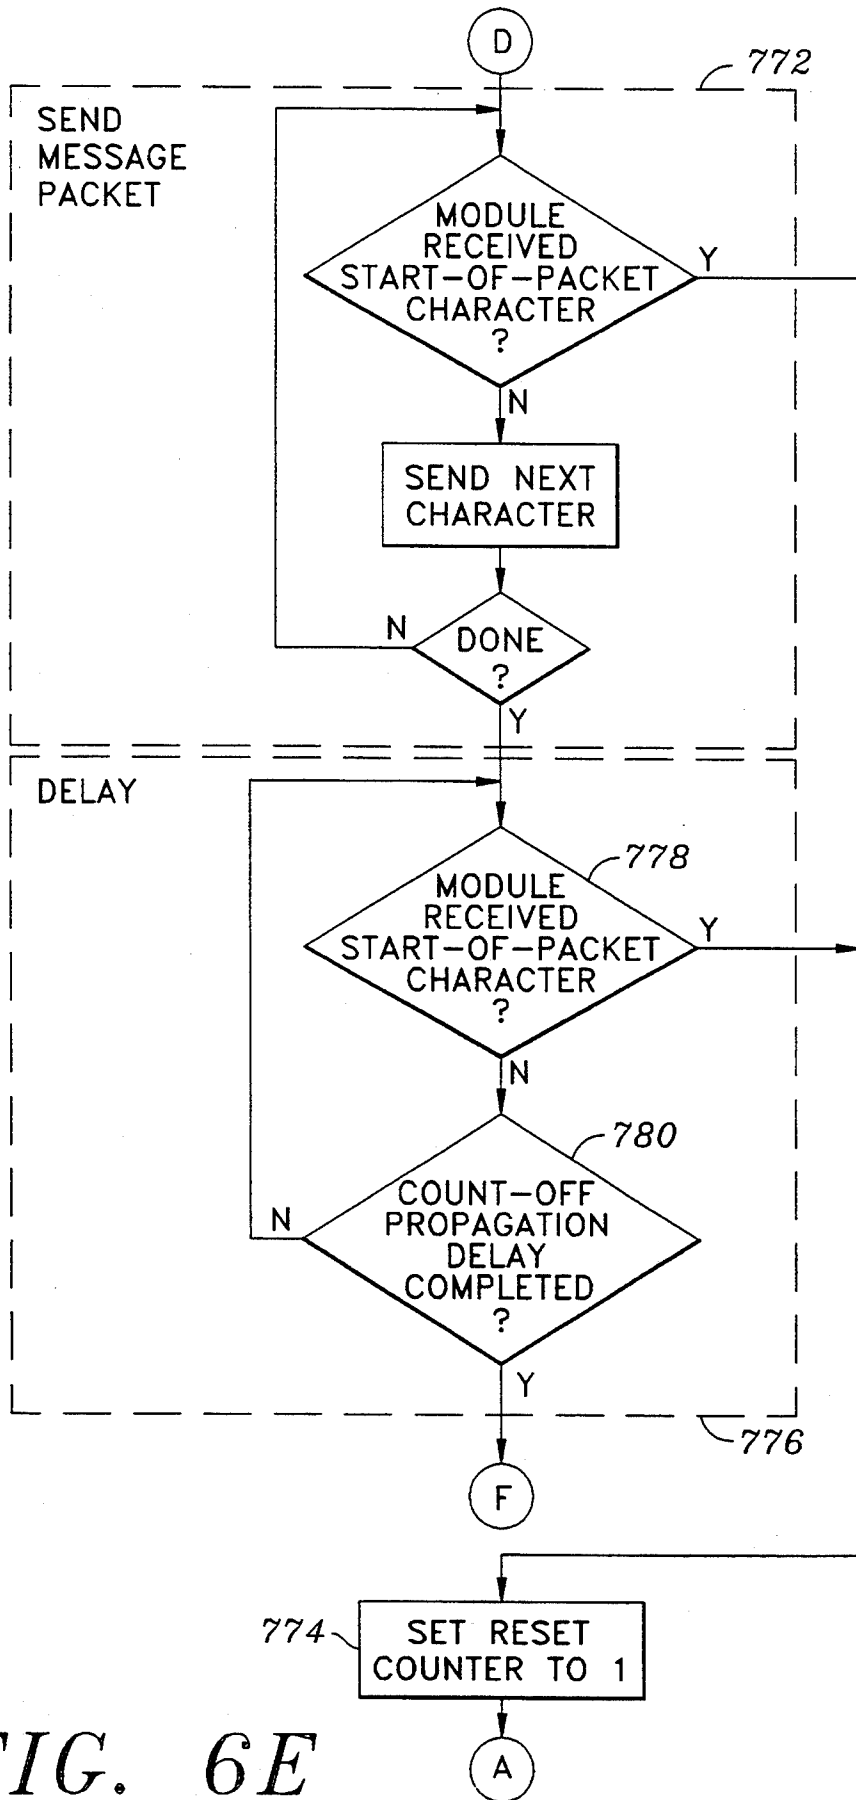 D
772
SEND
MESSAGE
PACKET
MODULE
RECEIVED
START-OF-PACKET
CHARACTER
?
Y
N
SEND NEXT
CHARACTER
N
DONE
?
Y
DELAY
778
MODULE
RECEIVED
START-OF-PACKET
CHARACTER
?
Y
N
780
COUNT-OFF
PROPAGATION
DELAY
COMPLETED
?
N
Y
776
F
774
SET RESET
COUNTER TO 1
A
FIG. 6E